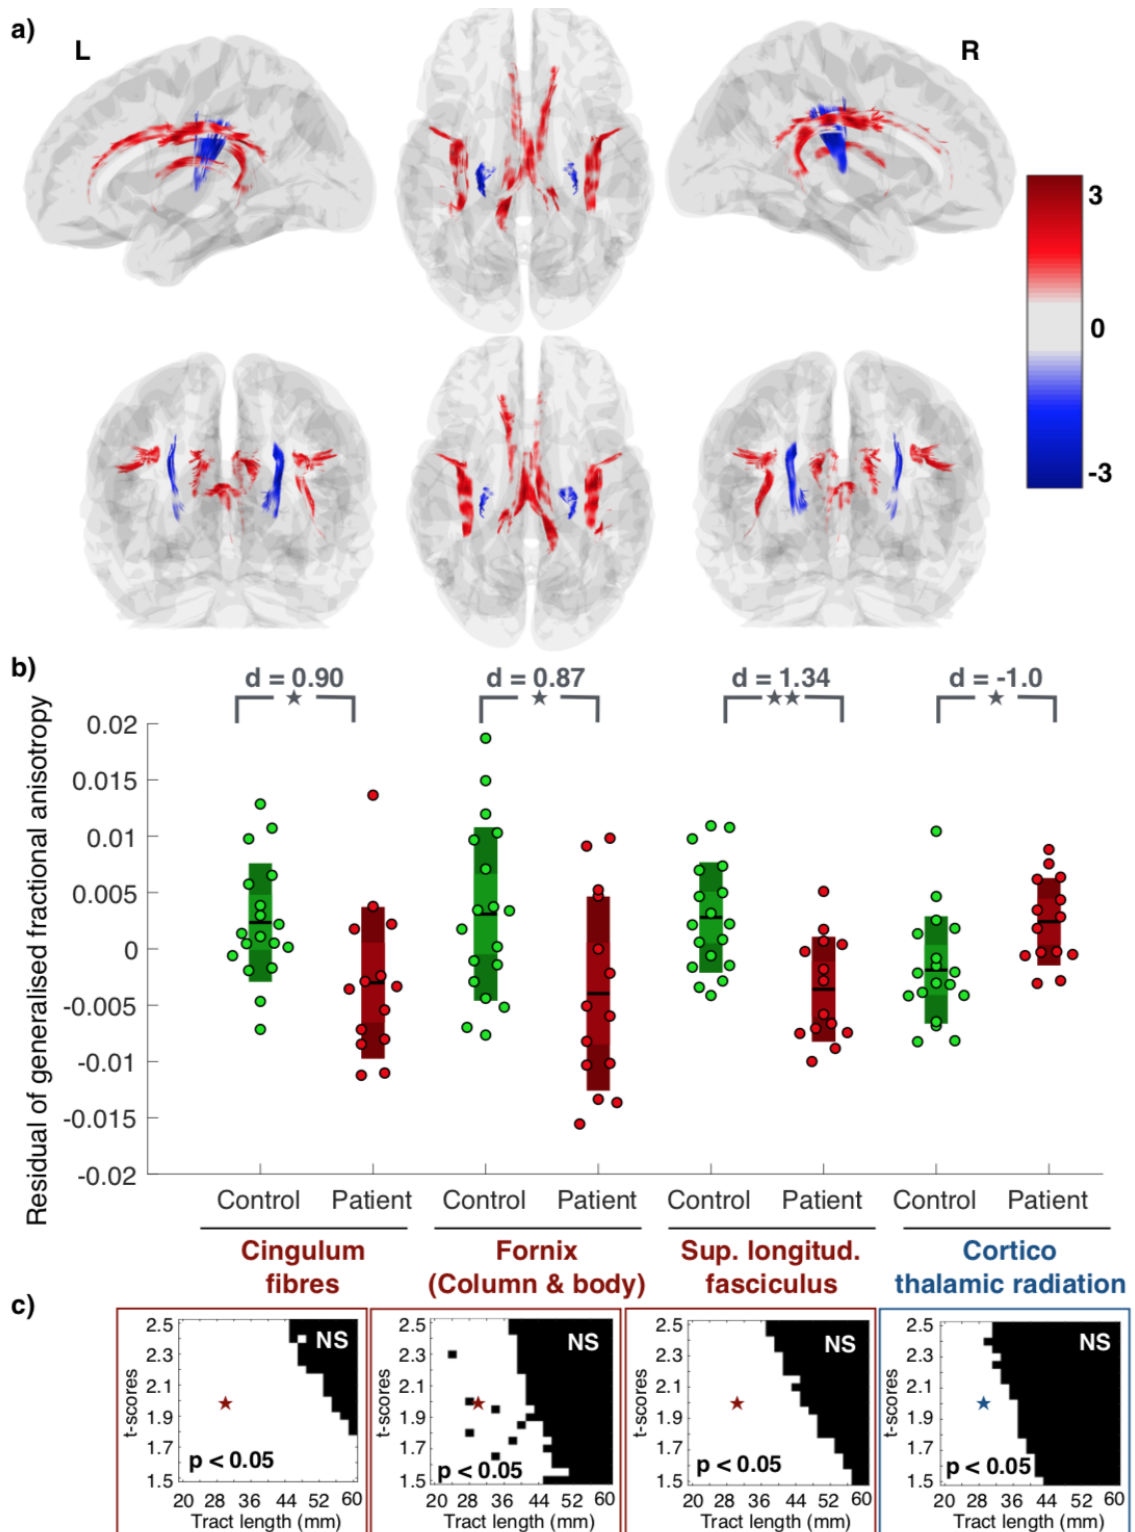 a)
L
R
3
0
-3
b)
d = 0.90
d = 0.87
d = 1.34
d = -1.0
★
★
★★
★
Residual of generalised fractional anisotropy
0.02
0.015
0.01
0.005
0
-0.005
-0.01
-0.015
-0.02
Control Patient Control Patient Control Patient Control Patient
Cingulum
fibres
Fornix
(Column & body)
Sup. longitud.
fasciculus
Cortico
thalamic radiation
c)
t-scores
2.5
2.3
2.1
1.9
1.7
1.5
NS
p < 0.05
20 28 36 44 52 60
Tract length (mm)
t-scores
2.5
2.3
2.1
1.9
1.7
1.5
NS
p < 0.05
20 28 36 44 52 60
Tract length (mm)
t-scores
2.5
2.3
2.1
1.9
1.7
1.5
NS
p < 0.05
20 28 36 44 52 60
Tract length (mm)
t-scores
2.5
2.3
2.1
1.9
1.7
1.5
NS
p < 0.05
20 28 36 44 52 60
Tract length (mm)